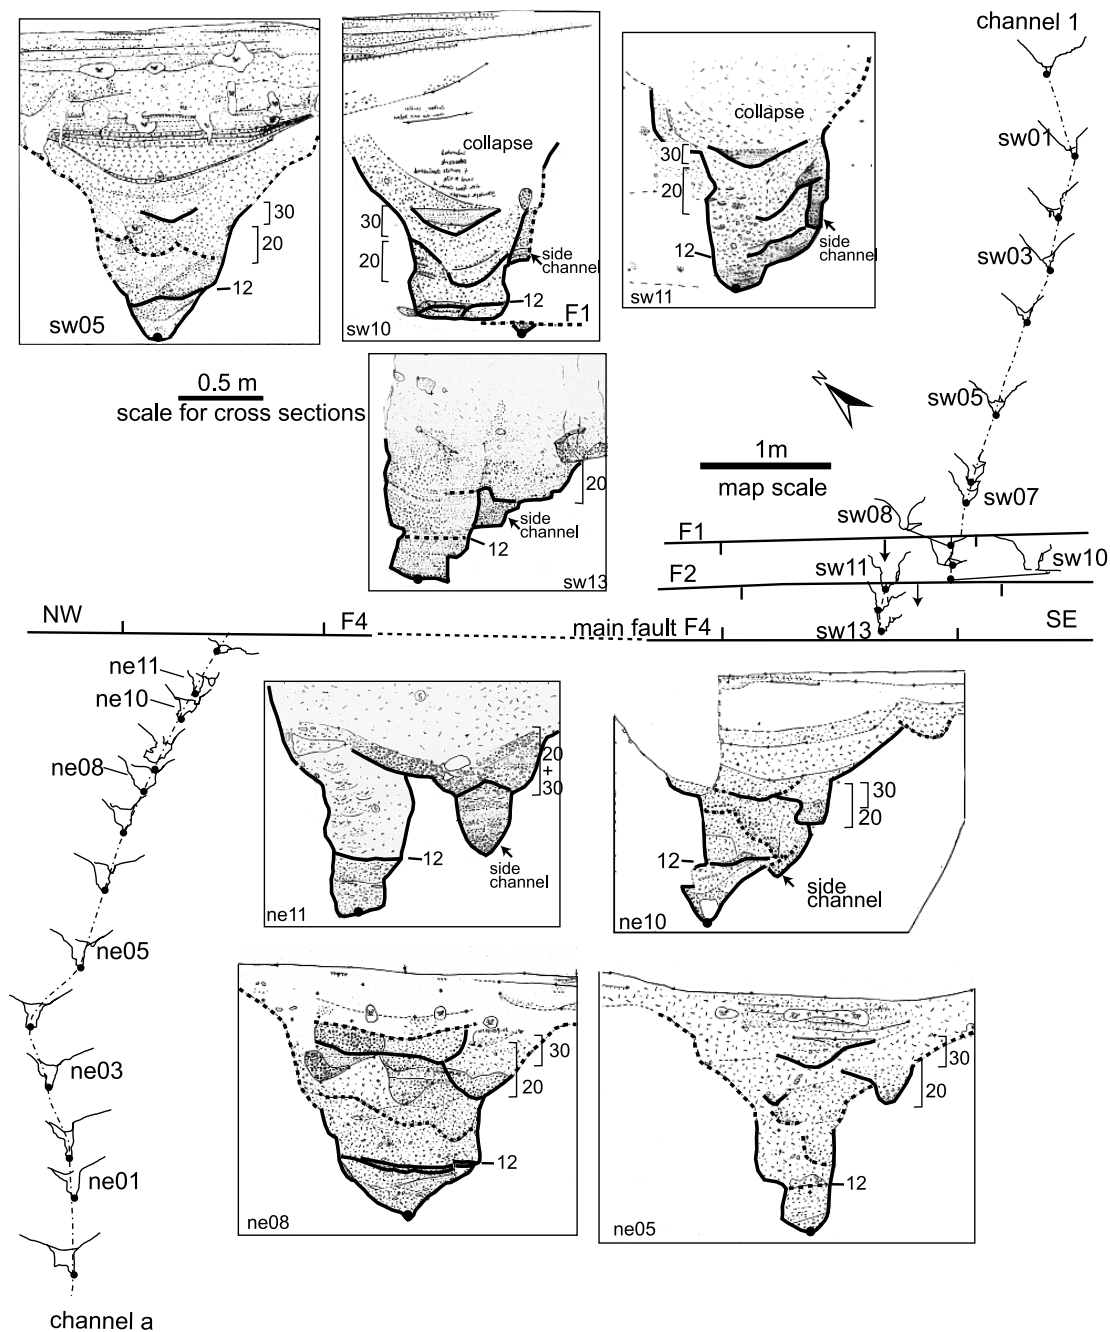 channel 1
sw01
sw03
sw05
sw07
sw08
F1
F2
sw11
sw10
sw13
SE
NW
F4
main fault F4
N
1m
map scale
0.5 m
scale for cross sections
30
20
12
sw05
collapse
30
20
side
channel
12
F1
sw10
collapse
30
20
12
side
channel
sw11
20
side
channel
12
sw13
ne11
ne10
ne08
ne05
ne03
ne01
channel a
20
+
30
12
side
channel
ne11
30
20
12
side
channel
ne10
30
20
12
ne08
30
20
12
ne05